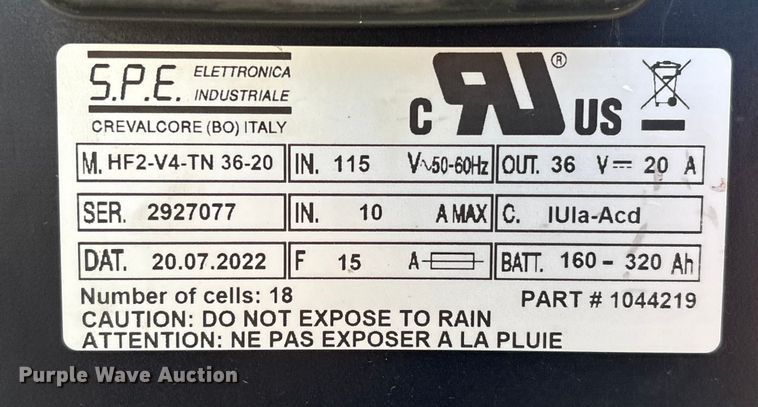 S.P.E. ELETTRONICA INDUSTRIALE
CREVALCORE (BO) ITALY
c RU ® US
M. HF2-V4-TN 36-20 IN. 115 V∿50-60Hz OUT. 36 V⎓ 20 A
SER. 2927077 IN. 10 A MAX C. IUIa-Acd
DAT. 20.07.2022 F 15 A BATT. 160 - 320 Ah
Number of cells: 18 PART # 1044219
CAUTION: DO NOT EXPOSE TO RAIN
ATTENTION: NE PAS EXPOSER A LA PLUIE
Purple Wave Auction